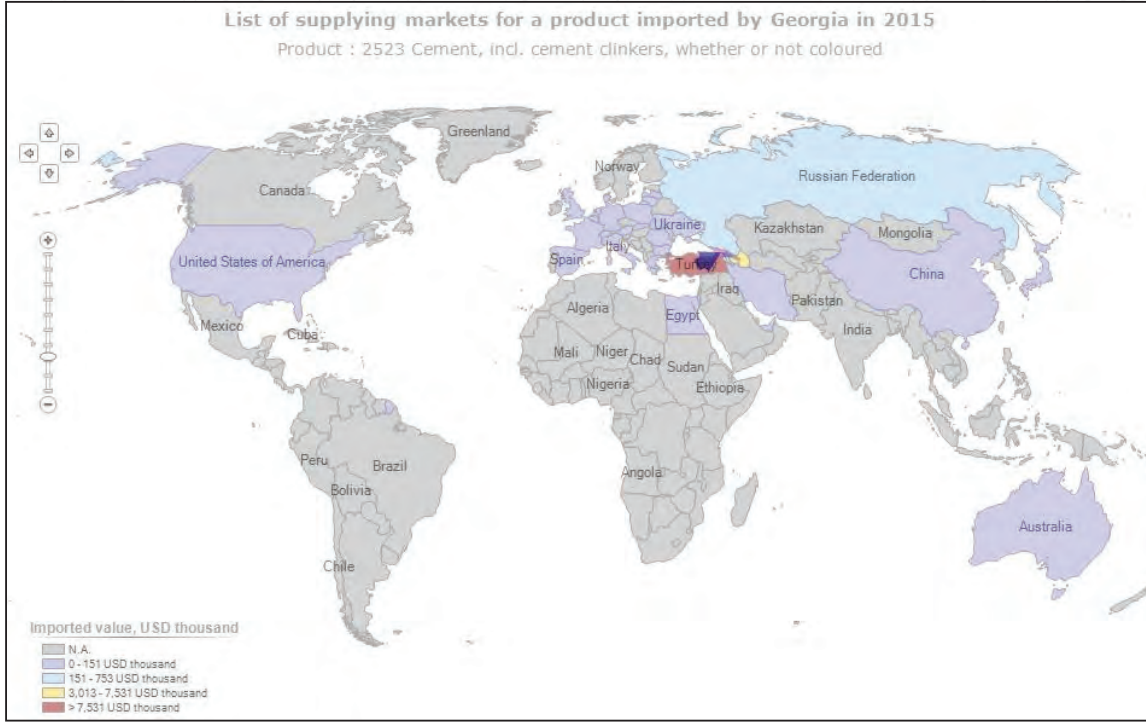 List of supplying markets for a product imported by Georgia in 2015
Product : 2523 Cement, incl. cement clinkers, whether or not coloured
Greenland
Norway
Russian Federation
Canada
Ukraine
Kazakhstan
Mongolia
Italy
Spain
United States of America
China
Iraq
Pakistan
Algeria
Egypt
India
Mexico
Cuba
Mali
Niger
Chad
Sudan
Nigeria
Ethiopia
Peru
Brazil
Angola
Bolivia
Australia
Chile
Imported value, USD thousand
N.A.
0 - 151 USD thousand
151 - 753 USD thousand
3,013 - 7,531 USD thousand
> 7,531 USD thousand